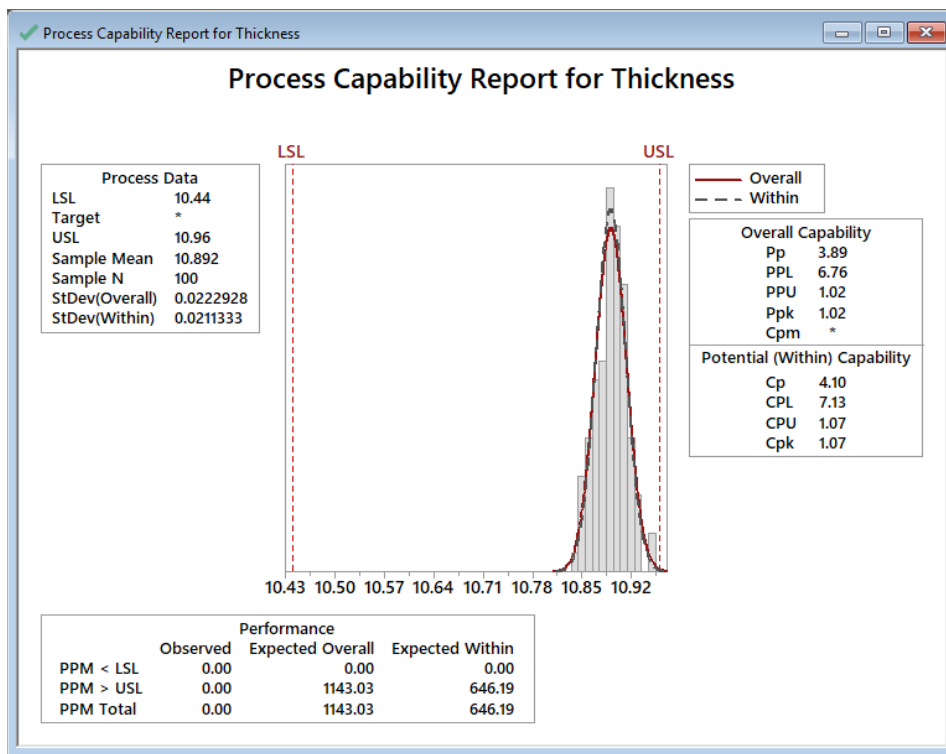 Process Capability Report for Thickness
Process Capability Report for Thickness
LSL
USL
Process Data
LSL 10.44
Target *
USL 10.96
Sample Mean 10.892
Sample N 100
StDev(Overall) 0.0222928
StDev(Within) 0.0211333
Overall
Within
Overall Capability
Pp 3.89
PPL 6.76
PPU 1.02
Ppk 1.02
Cpm *
Potential (Within) Capability
Cp 4.10
CPL 7.13
CPU 1.07
Cpk 1.07
10.43 10.50 10.57 10.64 10.71 10.78 10.85 10.92
Performance
Observed Expected Overall Expected Within
PPM < LSL 0.00 0.00 0.00
PPM > USL 0.00 1143.03 646.19
PPM Total 0.00 1143.03 646.19